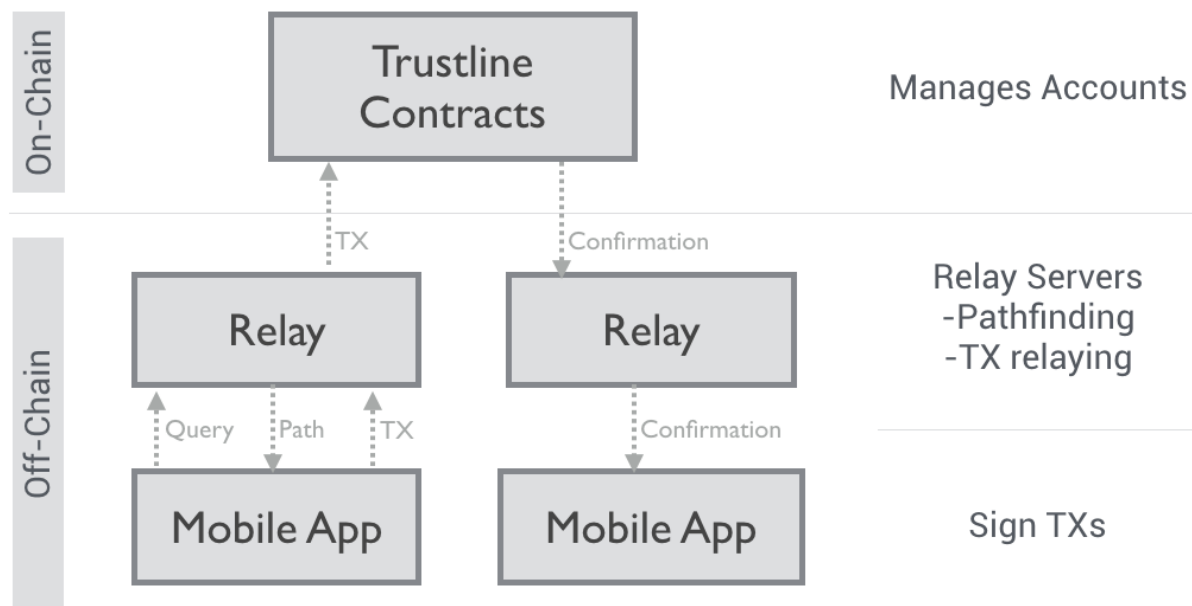 On-Chain
Trustline
Contracts
Manages Accounts
TX
Confirmation
Off-Chain
Relay
Relay
Relay Servers
-Pathfinding
-TX relaying
Query
Path
TX
Confirmation
Mobile App
Mobile App
Sign TXs